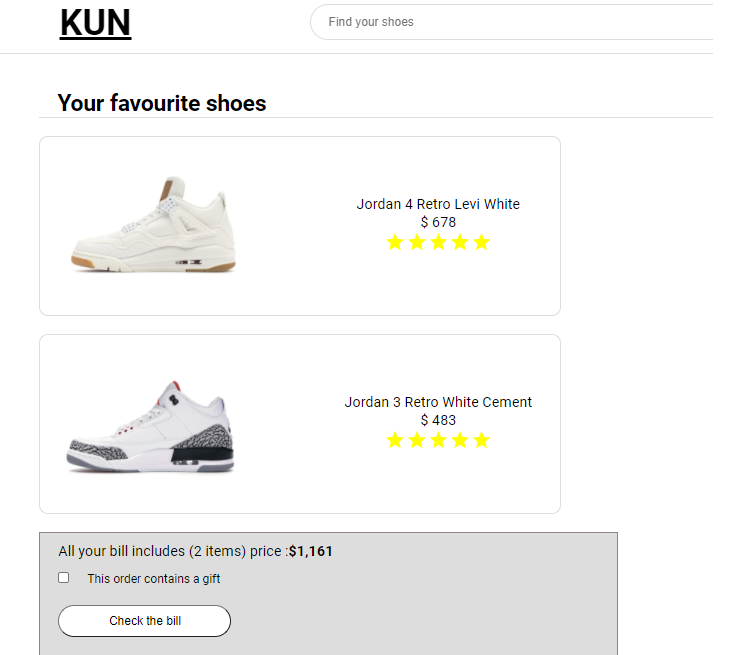 KUN
Find your shoes
Your favourite shoes
Jordan 4 Retro Levi White
$ 678
Jordan 3 Retro White Cement
$ 483
All your bill includes (2 items) price :$1,161
This order contains a gift
Check the bill